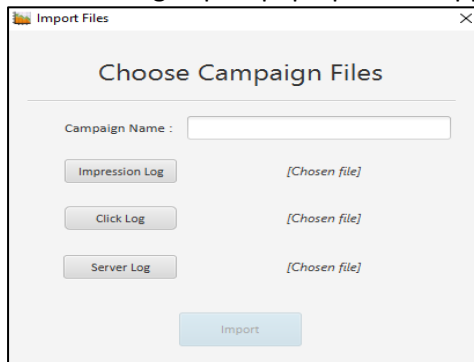 Import Files
Choose Campaign Files
Campaign Name :
Impression Log [Chosen file]
Click Log [Chosen file]
Server Log [Chosen file]
Import